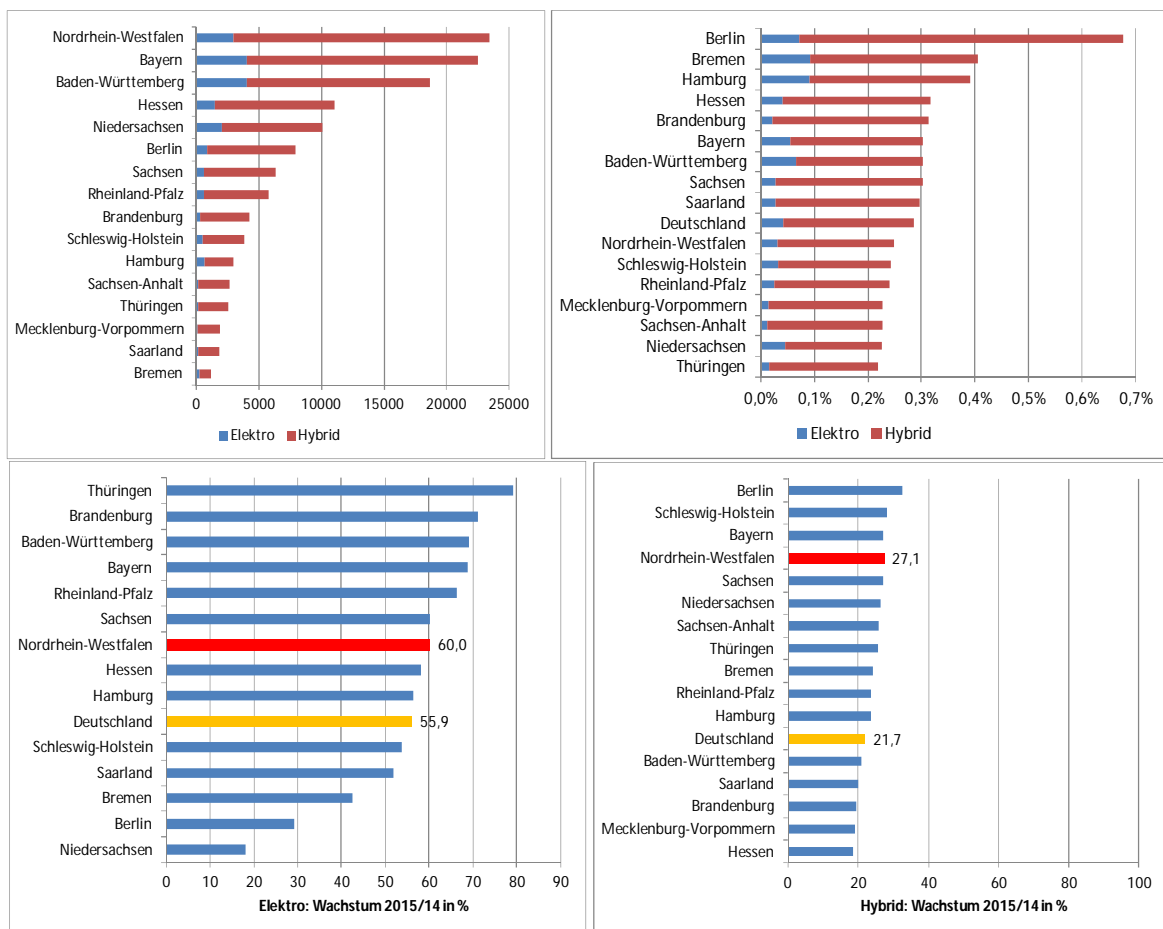 Nordrhein-Westfalen
Bayern
Baden-Württemberg
Hessen
Niedersachsen
Berlin
Sachsen
Rheinland-Pfalz
Brandenburg
Schleswig-Holstein
Hamburg
Sachsen-Anhalt
Thüringen
Mecklenburg-Vorpommern
Saarland
Bremen
0 5000 10000 15000 20000 25000
Elektro Hybrid
Berlin
Bremen
Hamburg
Hessen
Brandenburg
Bayern
Baden-Württemberg
Sachsen
Saarland
Deutschland
Nordrhein-Westfalen
Schleswig-Holstein
Rheinland-Pfalz
Mecklenburg-Vorpommern
Sachsen-Anhalt
Niedersachsen
Thüringen
0,0% 0,1% 0,2% 0,3% 0,4% 0,5% 0,6% 0,7%
Elektro Hybrid
Thüringen
Brandenburg
Baden-Württemberg
Bayern
Rheinland-Pfalz
Sachsen
Nordrhein-Westfalen 60,0
Hessen
Hamburg
Deutschland 55,9
Schleswig-Holstein
Saarland
Bremen
Berlin
Niedersachsen
0 10 20 30 40 50 60 70 80 90
Elektro: Wachstum 2015/14 in %
Berlin
Schleswig-Holstein
Bayern
Nordrhein-Westfalen 27,1
Sachsen
Niedersachsen
Sachsen-Anhalt
Thüringen
Bremen
Rheinland-Pfalz
Hamburg
Deutschland 21,7
Baden-Württemberg
Saarland
Brandenburg
Mecklenburg-Vorpommern
Hessen
0 20 40 60 80 100
Hybrid: Wachstum 2015/14 in %